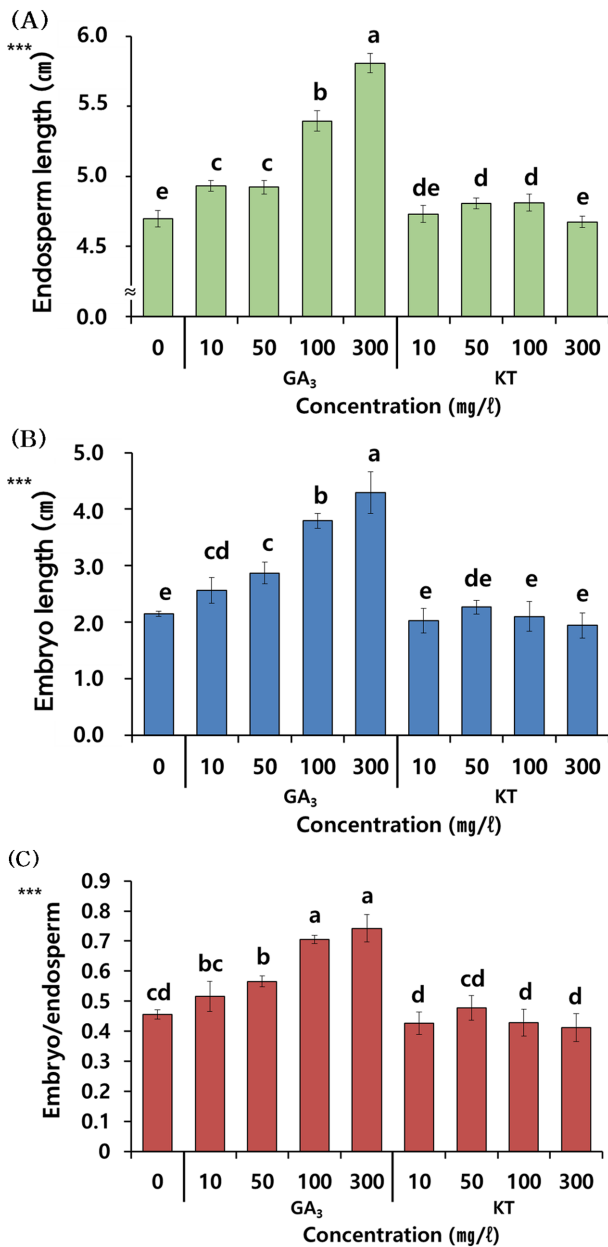 (A)
***
Endosperm length (㎝)
6.0
5.5
5.0
4.5
0.0
≈
e c c b a de d d e
0 10 50 100 300 10 50 100 300
GA₃ KT
Concentration (㎎/ℓ)
(B)
***
Embryo length (㎝)
5.0
4.0
3.0
2.0
1.0
0.0
e cd c b a e de e e
0 10 50 100 300 10 50 100 300
GA₃ KT
Concentration (㎎/ℓ)
(C)
***
Embryo/endosperm
0.9
0.8
0.7
0.6
0.5
0.4
0.3
0.2
0.1
0
cd bc b a a d cd d d
0 10 50 100 300 10 50 100 300
GA₃ KT
Concentration (㎎/ℓ)